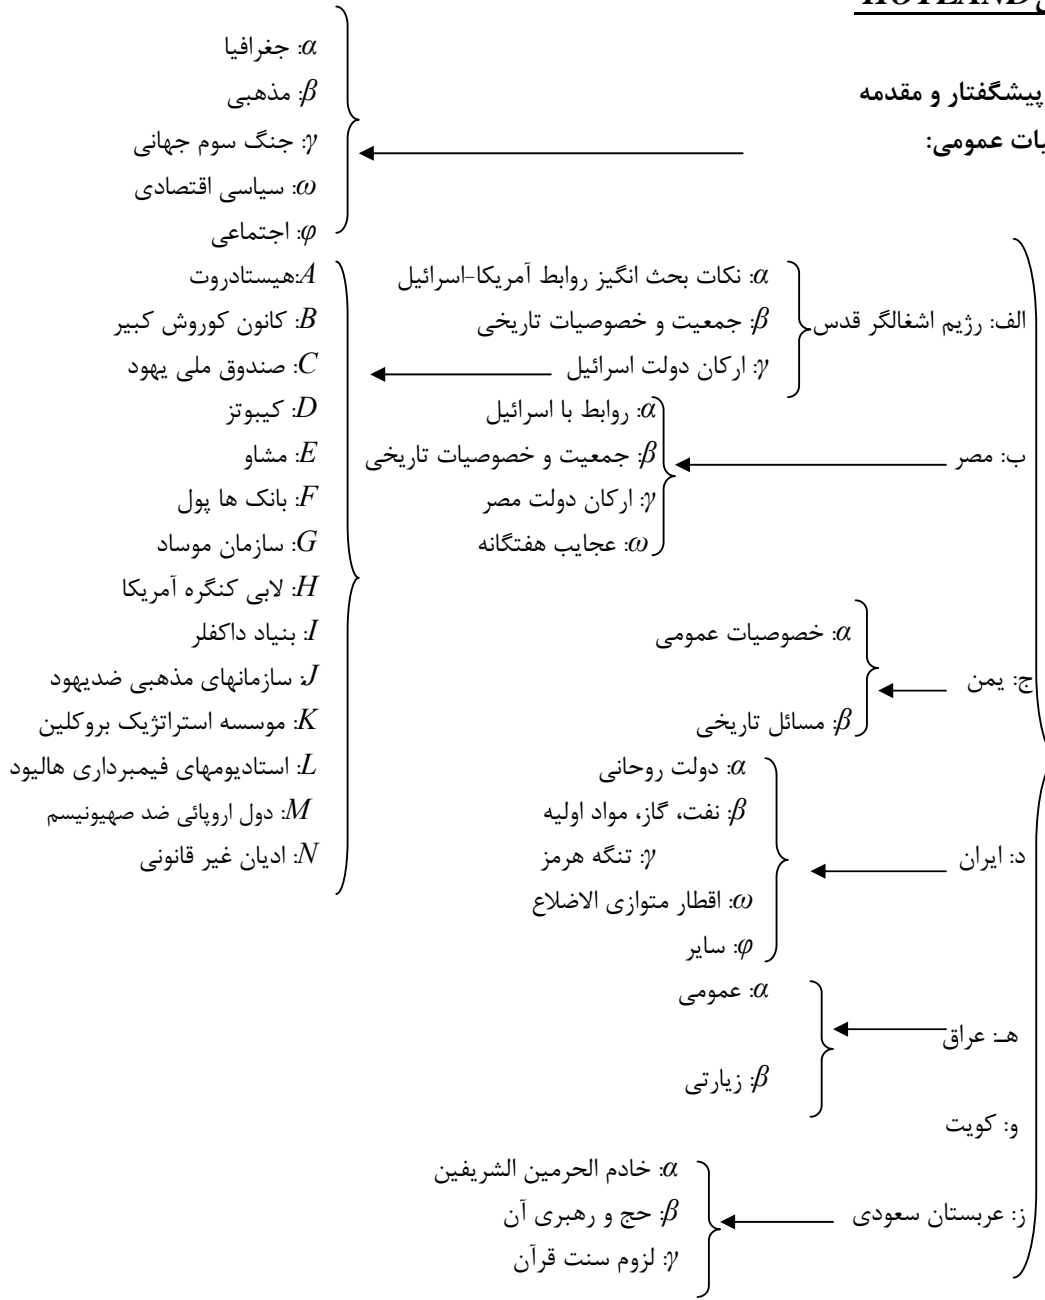 پیشگفتار و مقدمه
عمومی:
α: جغرافیا
β: مذهبی
γ: جنگ سوم جهانی
ω: سیاسی اقتصادی
φ: اجتماعی
الف: رژیم اشغالگر قدس
α: نکات بحث انگیز روابط آمریکا-اسرائیل
β: جمعیت و خصوصیات تاریخی
γ: ارکان دولت اسرائیل
A:هیستادروت
B: کانون کوروش کبیر
C: صندوق ملی یهود
D: کیبوتز
E: مشاو
F: بانک ها پول
G: سازمان موساد
H: لابی کنگره آمریکا
I: بنیاد داکفلر
J: سازمانهای مذهبی ضدیهود
K: موسسه استراتژیک بروکلین
L: استادیومهای فیمبرداری هالیود
M: دول اروپائی ضد صهیونیسم
N: ادیان غیر قانونی
ب: مصر
α: روابط با اسرائیل
β: جمعیت و خصوصیات تاریخی
γ: ارکان دولت مصر
ω: عجایب هفتگانه
ج: یمن
α: خصوصیات عمومی
β: مسائل تاریخی
د: ایران
α: دولت روحانی
β: نفت، گاز، مواد اولیه
γ: تنگه هرمز
ω: اقطار متوازی الاضلاع
φ: سایر
هـ: عراق
α: عمومی
β: زیارتی
و: کویت
ز: عربستان سعودی
α: خادم الحرمین الشریفین
β: حج و رهبری آن
γ: لزوم سنت قرآن